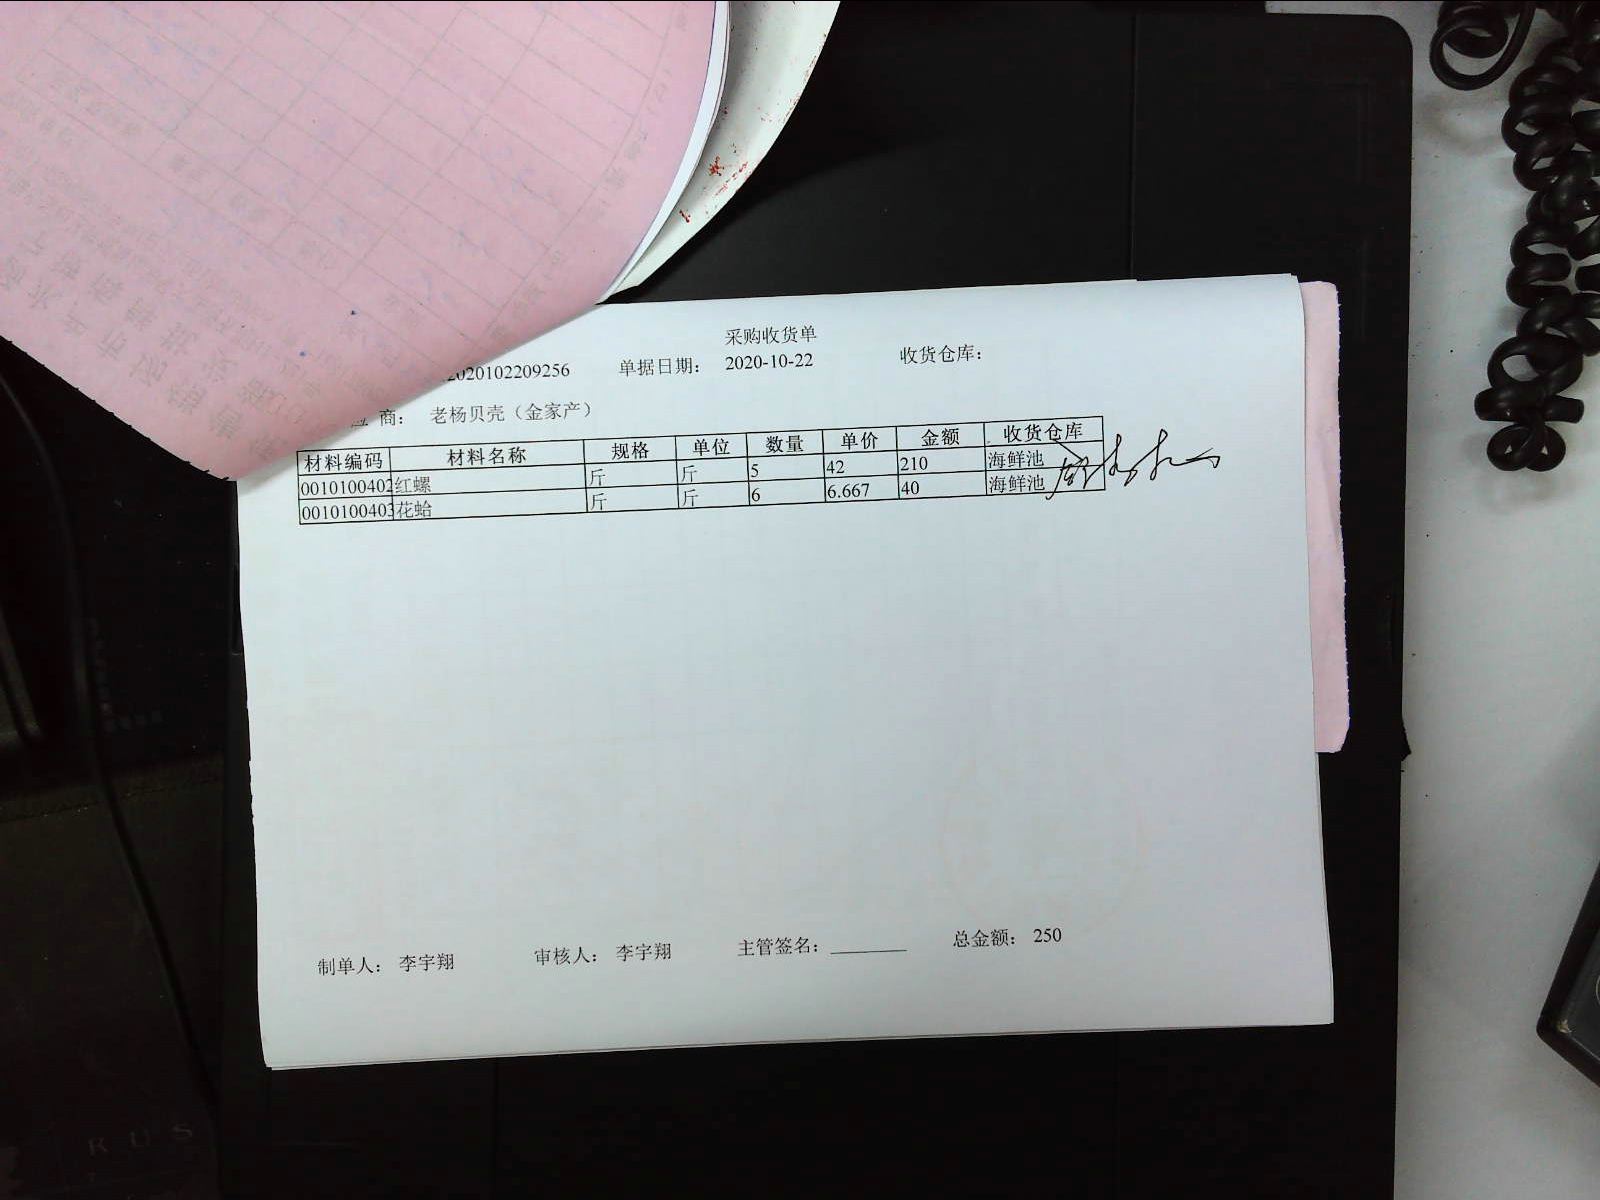 采购收货单
2020102209256 单据日期: 2020-10-22 收货仓库:
商: 老杨贝壳（金家产）
材料编码 材料名称 规格 单位 数量 单价 金额 收货仓库
0010100402 红螺 斤 斤 5 42 210 海鲜池
0010100403 花蛤 斤 斤 6 6.667 40 海鲜池
制单人: 李宇翔 审核人: 李宇翔 主管签名: 总金额: 250
R U S